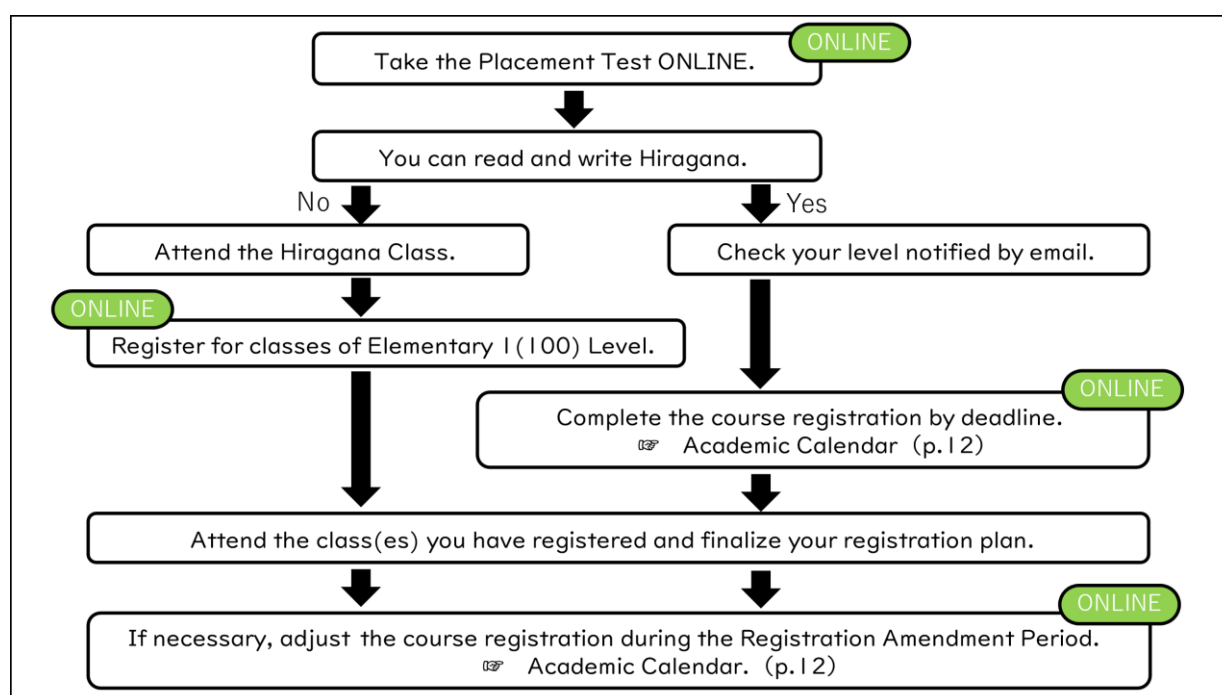 ONLINE
Take the Placement Test ONLINE.
You can read and write Hiragana.
No
Yes
Attend the Hiragana Class.
Check your level notified by email.
ONLINE
Register for classes of Elementary 1(100) Level.
ONLINE
Complete the course registration by deadline.
☞ Academic Calendar (p.12)
Attend the class(es) you have registered and finalize your registration plan.
ONLINE
If necessary, adjust the course registration during the Registration Amendment Period.
☞ Academic Calendar. (p.12)